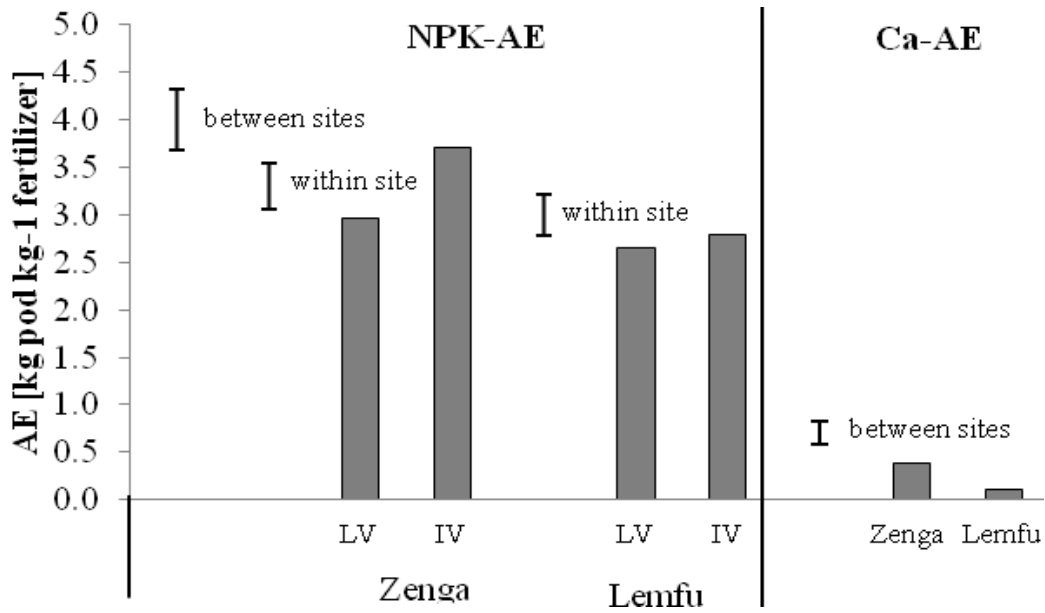 NPK-AE
Ca-AE
AE [kg pod kg-1 fertilizer]
5.0
4.5
4.0
3.5
3.0
2.5
2.0
1.5
1.0
0.5
0.0
between sites
within site
within site
between sites
LV IV LV IV Zenga Lemfu
Zenga Lemfu